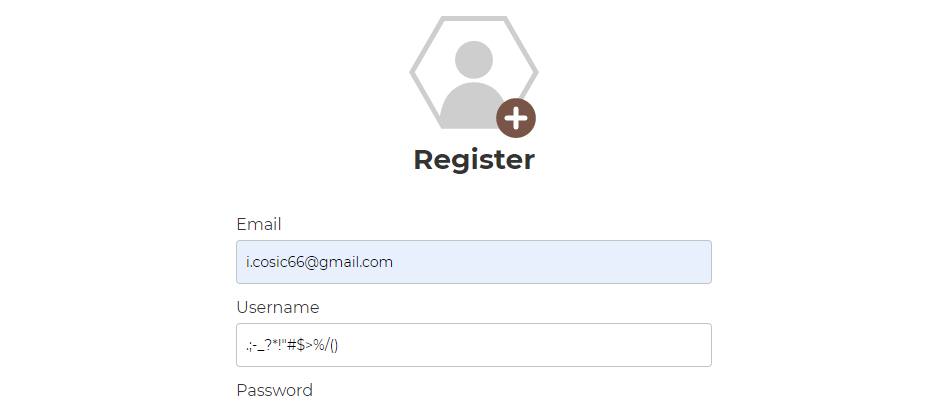 Register
Email
i.cosic66@gmail.com
Username
.;-_?*!"#$>%/()
Password